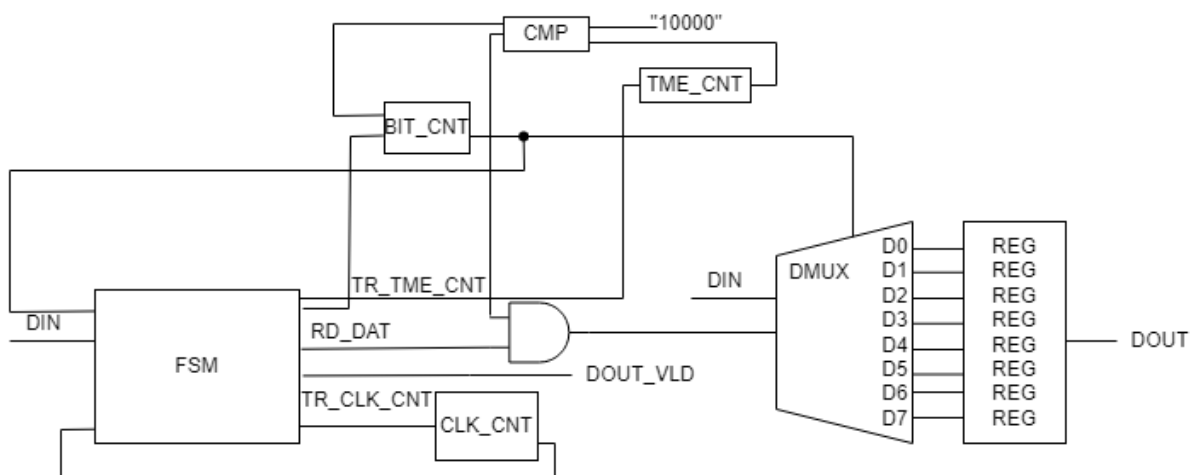 CMP
"10000"
TME_CNT
BIT_CNT
D0
REG
DMUX
D1
REG
DIN
TR_TME_CNT
D2
REG
DIN
D3
REG
RD_DAT
D4
REG
DOUT
FSM
D5
REG
DOUT_VLD
D6
REG
TR_CLK_CNT
D7
REG
CLK_CNT